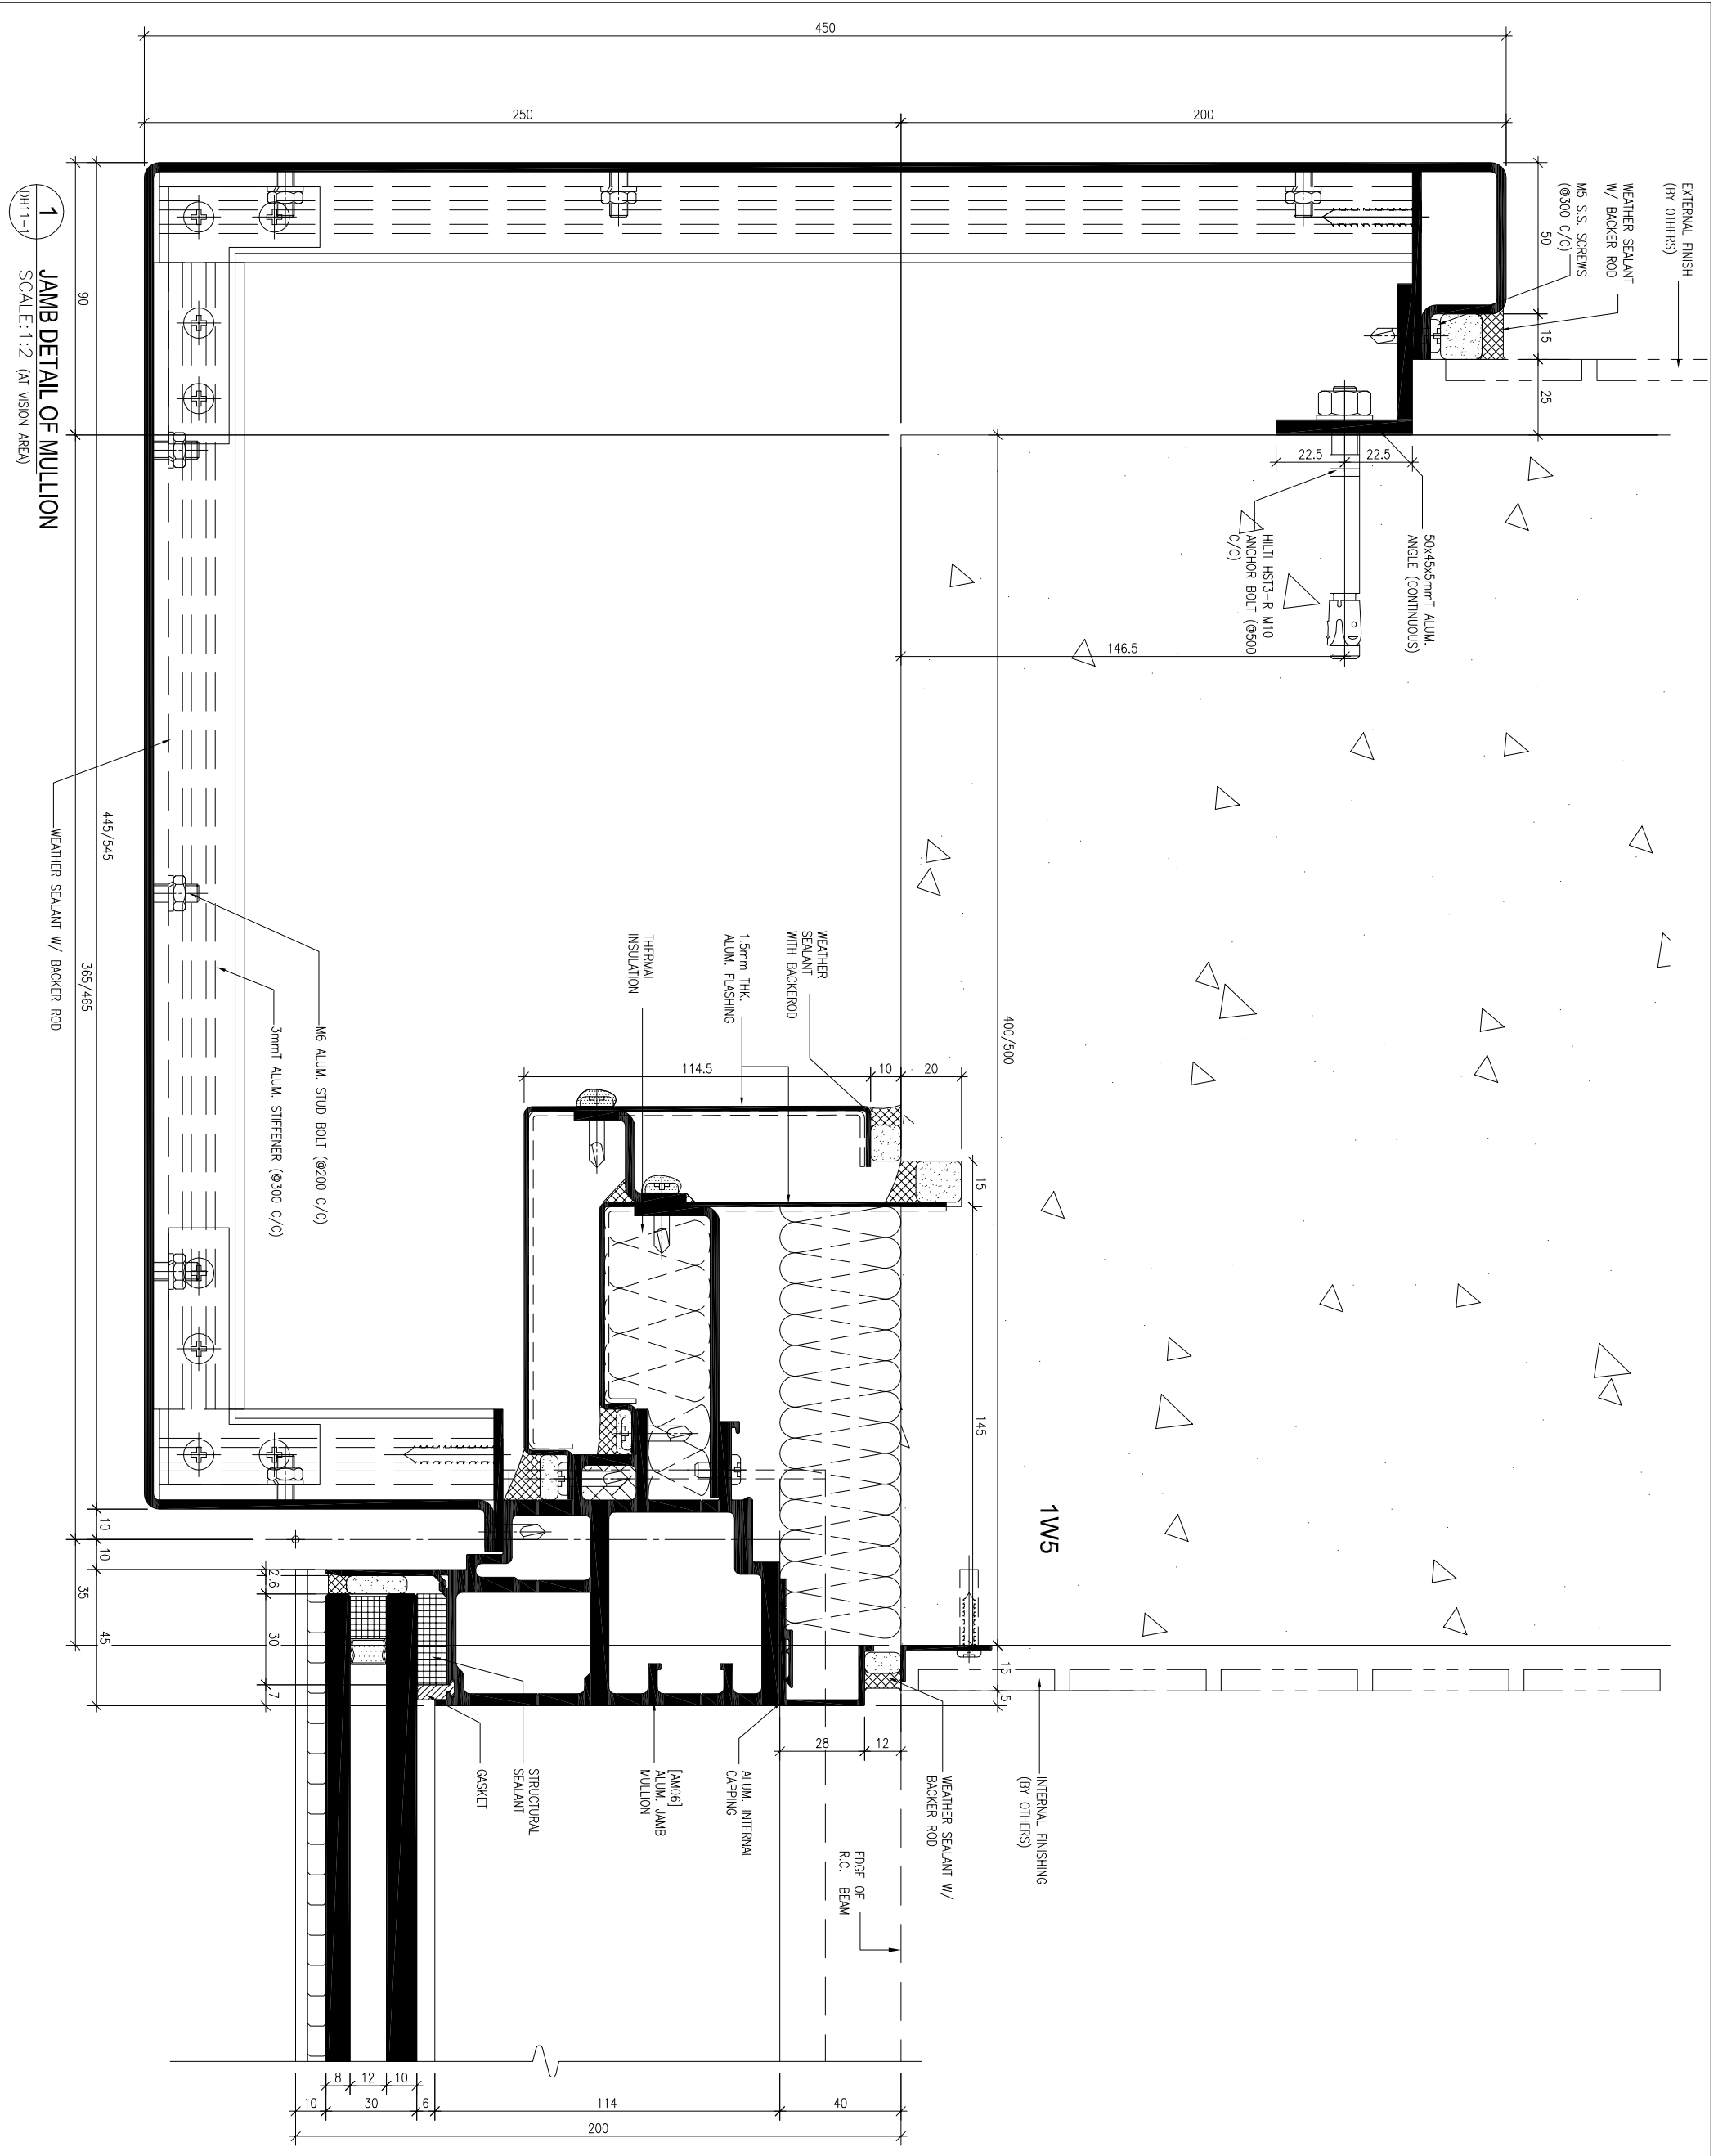 450
250
200
EXTERNAL FINISH
(BY OTHERS)
WEATHER SEALANT
W/ BACKER ROD
M5 S.S. SCREWS
(@300 C/C)
50
15
25
22.5
22.5
50x45x5mmT ALUM.
ANGLE (CONTINUOUS)
HILTI HST3-R M10
ANCHOR BOLT (@500
C/C)
146.5
400/500
WEATHER
SEALANT
WITH BACKEROD
1.5mm THK.
ALUM. FLASHING
THERMAL
INSULATION
114.5
10
20
15
145
1W5
M6 ALUM. STUD BOLT (@200 C/C)
3mmT ALUM. STIFFENER (@300 C/C)
WEATHER SEALANT W/ BACKER ROD
90
445/545
365/465
10
10
35
45
2.6
30
7
15
5
28
12
INTERNAL FINISHING
(BY OTHERS)
WEATHER SEALANT W/
BACKER ROD
EDGE OF
R.C. BEAM
ALUM. INTERNAL
CAPPING
[AM06]
ALUM. JAMB
MULLION
STRUCTURAL
SEALANT
GASKET
8
12
10
10
30
6
114
40
200
1
DH11-1
JAMB DETAIL OF MULLION
SCALE:1:2 (AT VISION AREA)